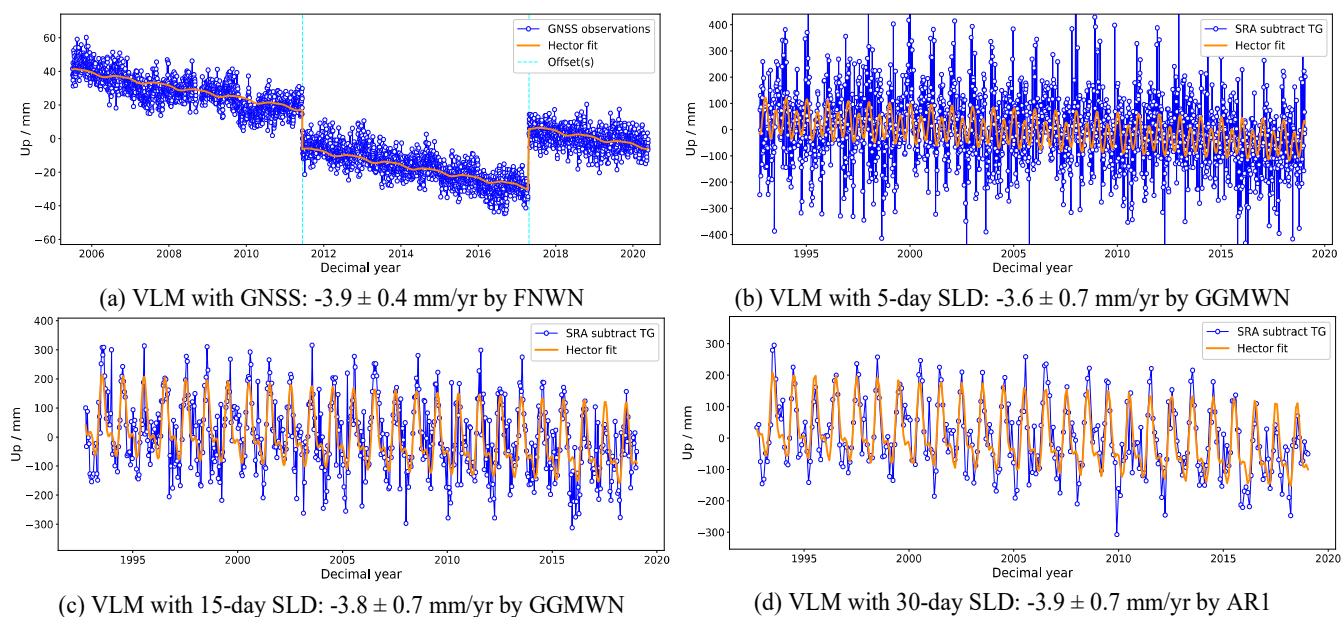 GNSS observations
Hector fit
Offset(s)
60
40
20
0
−20
−40
−60
Up / mm
2006 2008 2010 2012 2014 2016 2018 2020
Decimal year
(a) VLM with GNSS: -3.9 ± 0.4 mm/yr by FNWN
SRA subtract TG
Hector fit
400
300
200
100
0
−100
−200
−300
−400
Up / mm
1995 2000 2005 2010 2015 2020
Decimal year
(b) VLM with 5-day SLD: -3.6 ± 0.7 mm/yr by GGMWN
SRA subtract TG
Hector fit
400
300
200
100
0
−100
−200
−300
Up / mm
1995 2000 2005 2010 2015 2020
Decimal year
(c) VLM with 15-day SLD: -3.8 ± 0.7 mm/yr by GGMWN
SRA subtract TG
Hector fit
400
300
200
100
0
−100
−200
−300
Up / mm
1995 2000 2005 2010 2015 2020
Decimal year
(d) VLM with 30-day SLD: -3.9 ± 0.7 mm/yr by AR1